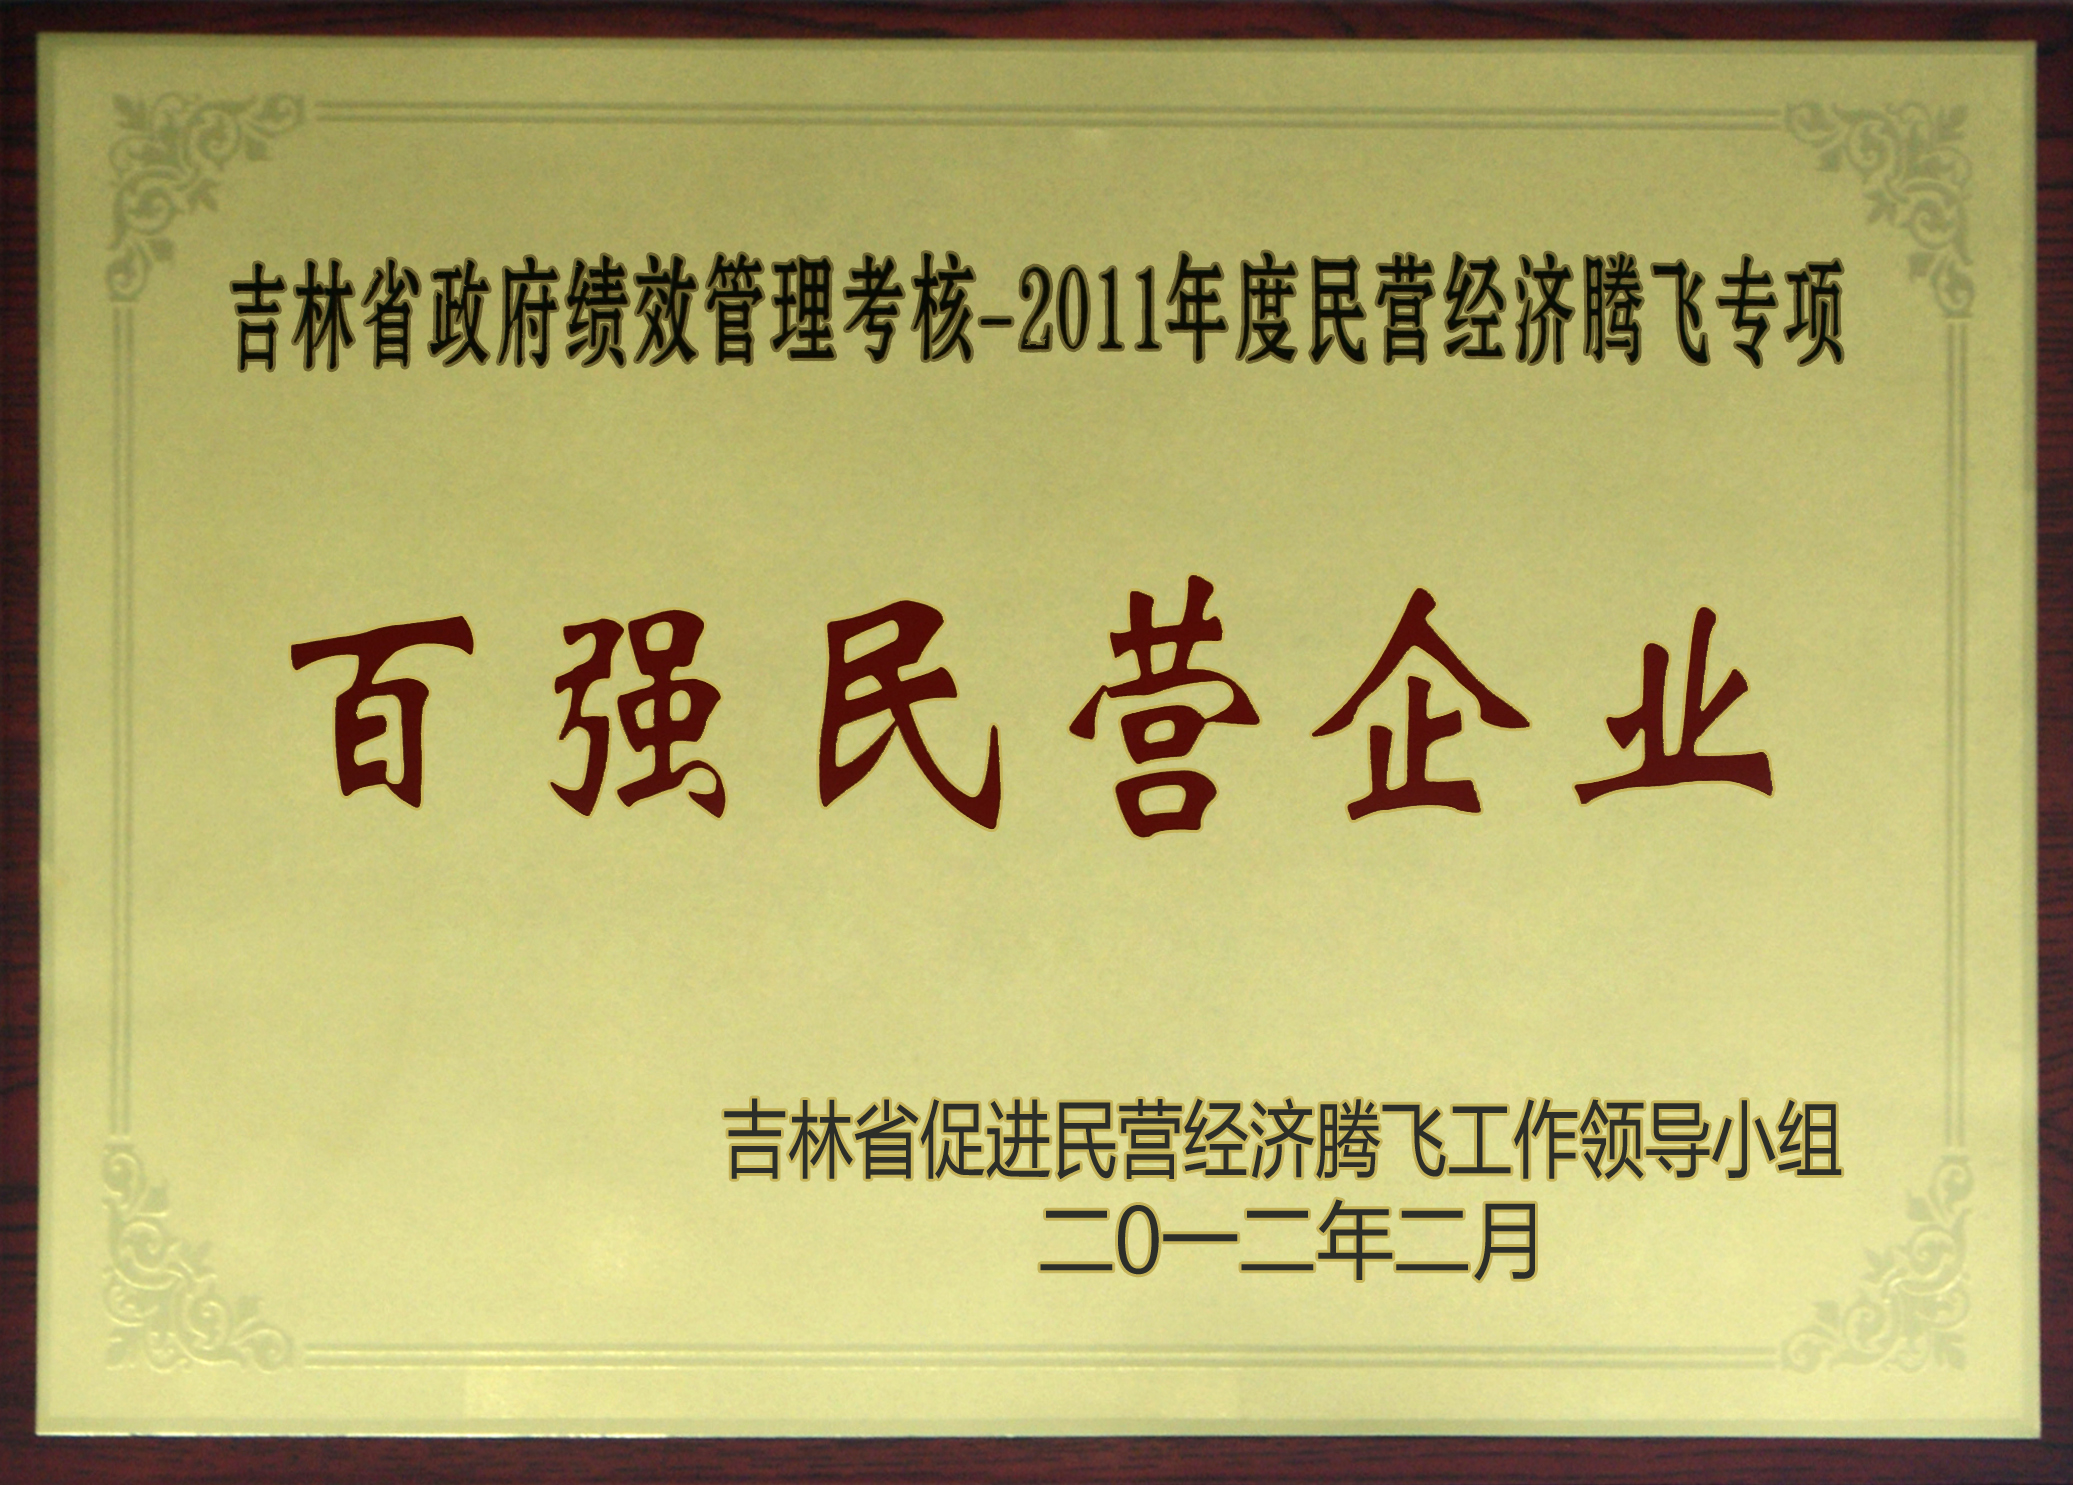 吉林省政府绩效管理考核-2011年度民营经济腾飞专项
百强民营企业
吉林省促进民营经济腾飞工作领导小组
二0一二年二月